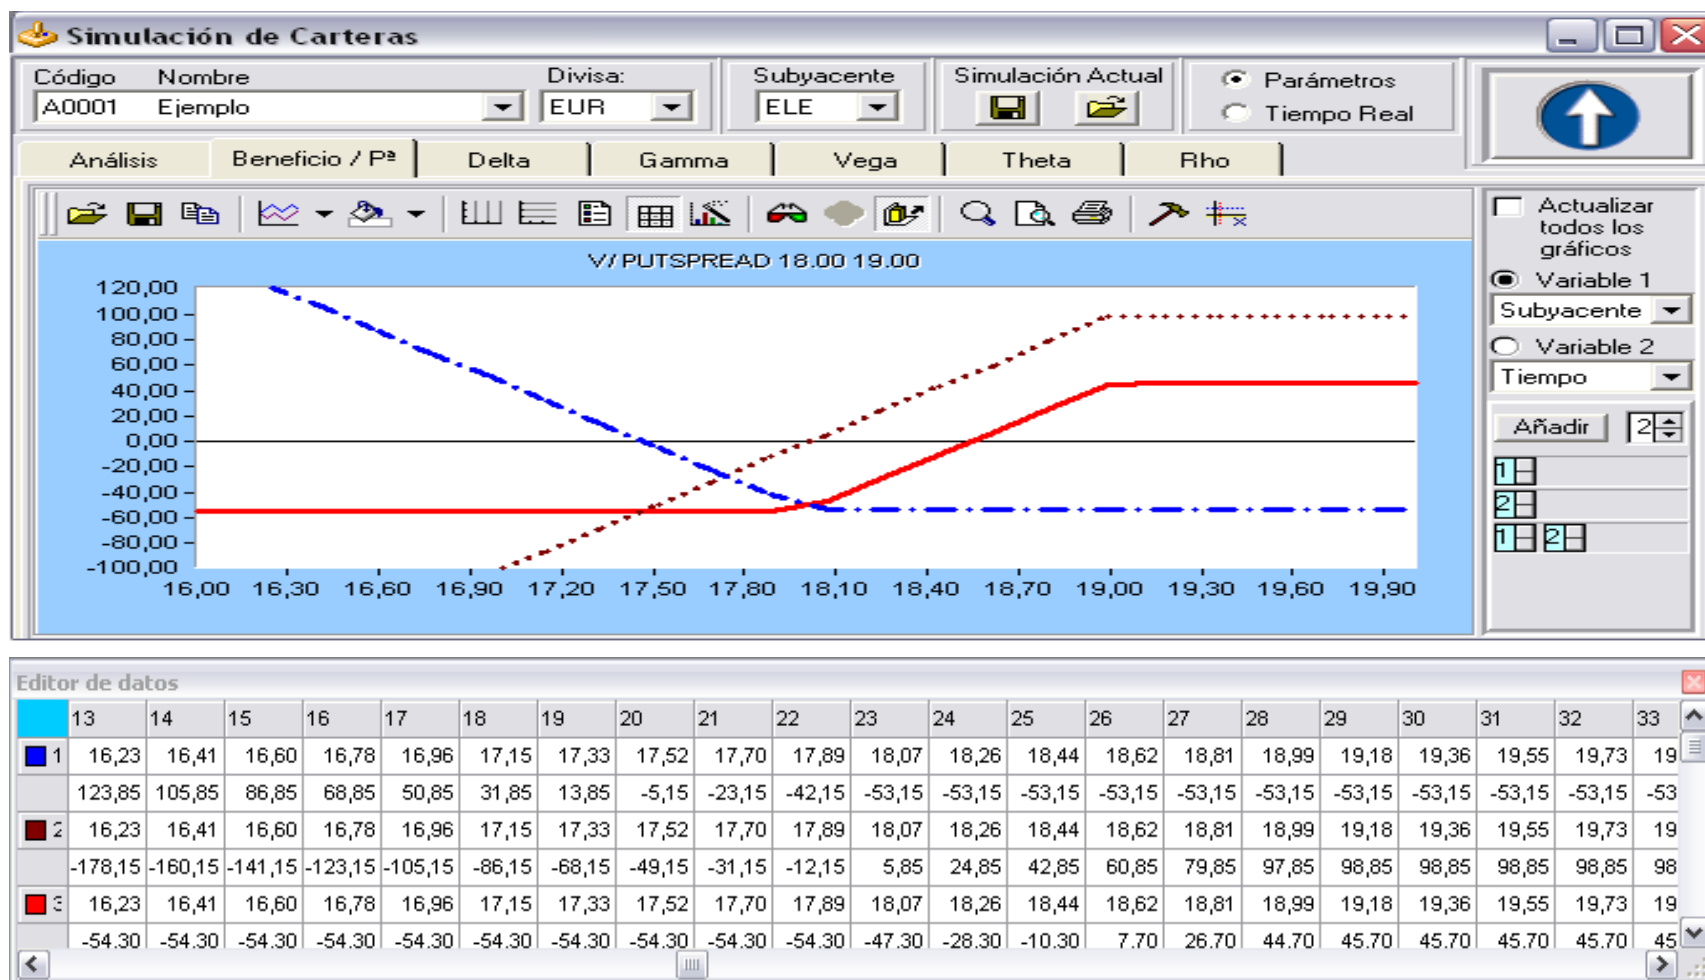 Simulación de Carteras
Código Nombre Divisa: Subyacente Simulación Actual Parámetros
A0001 Ejemplo EUR ELE Tiempo Real
Análisis Beneficio / Pª Delta Gamma Vega Theta Rho
V/ PUTSPREAD 18.00 19.00
120,00
100,00
80,00
60,00
40,00
20,00
0,00
-20,00
-40,00
-60,00
-80,00
-100,00
16,00 16,30 16,60 16,90 17,20 17,50 17,80 18,10 18,40 18,70 19,00 19,30 19,60 19,90
Actualizar
todos los
gráficos
Variable 1
Subyacente
Variable 2
Tiempo
Añadir 2
1
2
1 2
Editor de datos
13 14 15 16 17 18 19 20 21 22 23 24 25 26 27 28 29 30 31 32 33
1 16,23 16,41 16,60 16,78 16,96 17,15 17,33 17,52 17,70 17,89 18,07 18,26 18,44 18,62 18,81 18,99 19,18 19,36 19,55 19,73 19
123,85 105,85 86,85 68,85 50,85 31,85 13,85 -5,15 -23,15 -42,15 -53,15 -53,15 -53,15 -53,15 -53,15 -53,15 -53,15 -53,15 -53,15 -53,15 -53
2 16,23 16,41 16,60 16,78 16,96 17,15 17,33 17,52 17,70 17,89 18,07 18,26 18,44 18,62 18,81 18,99 19,18 19,36 19,55 19,73 19
-178,15 -160,15 -141,15 -123,15 -105,15 -86,15 -68,15 -49,15 -31,15 -12,15 5,85 24,85 42,85 60,85 79,85 97,85 98,85 98,85 98,85 98,85 98
3 16,23 16,41 16,60 16,78 16,96 17,15 17,33 17,52 17,70 17,89 18,07 18,26 18,44 18,62 18,81 18,99 19,18 19,36 19,55 19,73 19
-54,30 -54,30 -54,30 -54,30 -54,30 -54,30 -54,30 -54,30 -54,30 -54,30 -47,30 -28,30 -10,30 7,70 26,70 44,70 45,70 45,70 45,70 45,70 45